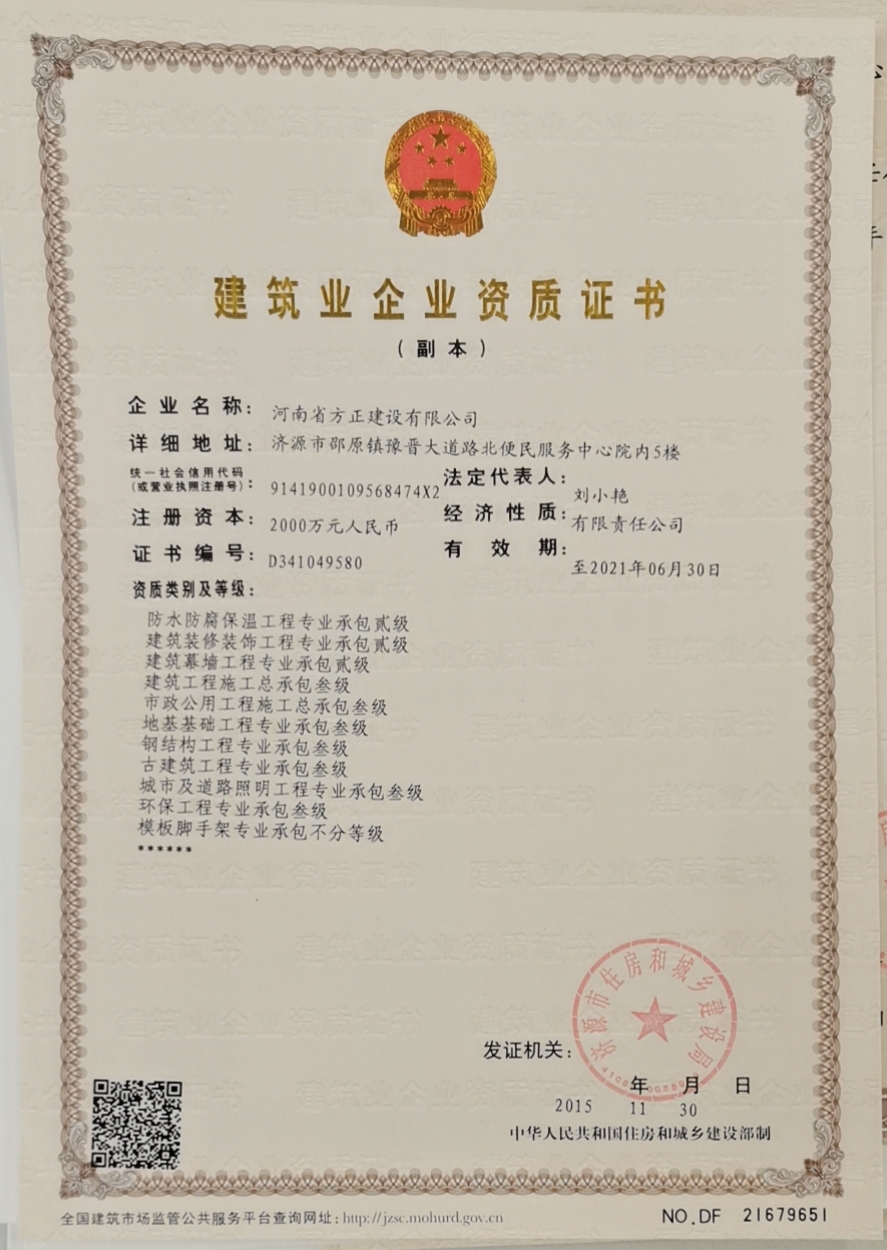 建筑业企业资质证书
（副本）
企业名称：河南省方正建设有限公司
详细地址：济源市邵原镇豫晋大道路北便民服务中心院内5楼
统一社会信用代码
（或营业执照注册号）：9141900109568474X2
法定代表人：刘小艳
注册资本：2000万元人民币
经济性质：有限责任公司
证书编号：D341049580
有效期：至2021年06月30日
资质类别及等级：
防水防腐保温工程专业承包贰级
建筑装修装饰工程专业承包贰级
建筑幕墙工程专业承包贰级
建筑工程施工总承包叁级
市政公用工程施工总承包叁级
地基基础工程专业承包叁级
钢结构工程专业承包叁级
古建筑工程专业承包叁级
城市及道路照明工程专业承包叁级
环保工程专业承包叁级
模板脚手架专业承包不分等级
******
济源市住房和城乡建设局
发证机关：
年 月 日
2015 11 30
中华人民共和国住房和城乡建设部制
全国建筑市场监管公共服务平台查询网址：http://jzsc.mohurd.gov.cn
NO.DF 21679651